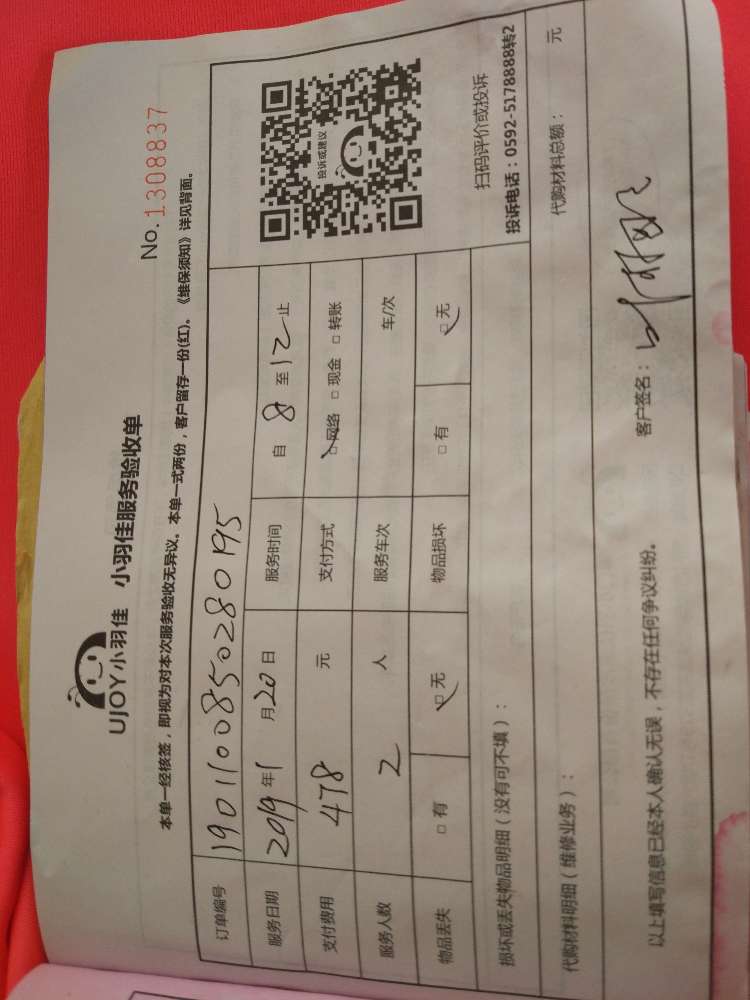 UJOY小羽佳 小羽佳服务验收单
No.1308837
本单一经核签，即视为对本次服务验收无异议。本单一式两份，客户留存一份(红)。《维保须知》详见背面。
订单编号 1901100850280195
服务日期 2019年1月20日 服务时间 自8至12止
支付费用 478元 支付方式 □网络 □现金 □转账
服务人数 2人 服务车次 车/次
物品丢失 □有 □无 物品损坏 □有 □无
投诉或建议
扫码评价或投诉
投诉电话：0592-5178888转2
损坏或丢失物品明细（没有可不填）：
代购材料明细（维修业务）： 代购材料总额： 元
以上填写信息已经本人确认无误，不存在任何争议纠纷。 客户签名：